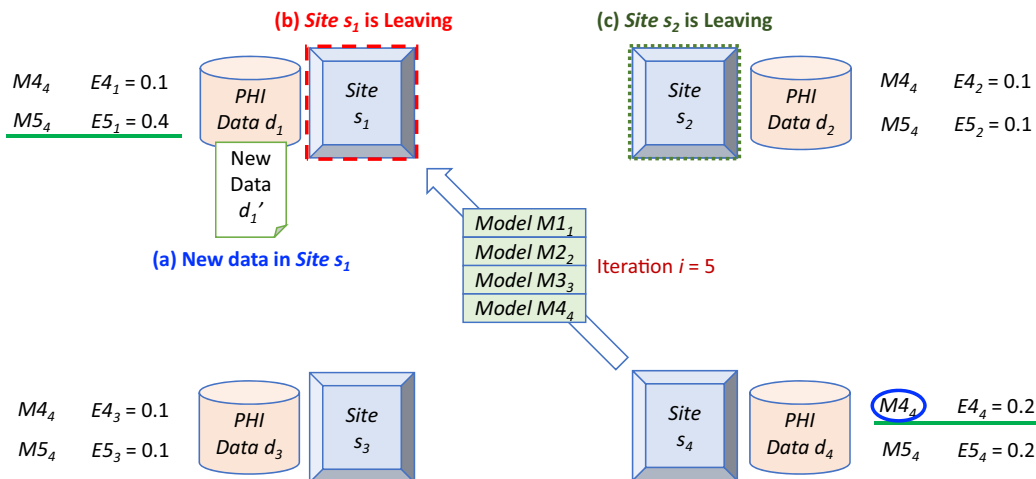 (b) Site s1 is Leaving
(c) Site s2 is Leaving
M44 E41 = 0.1
M54 E51 = 0.4
PHI
Data d1
Site
s1
New
Data
d1’
(a) New data in Site s1
Site
s2
PHI
Data d2
M44 E42 = 0.1
M54 E52 = 0.1
Model M11
Model M22
Model M33
Model M44
Iteration i = 5
M44 E43 = 0.1
M54 E53 = 0.1
PHI
Data d3
Site
s3
Site
s4
PHI
Data d4
M44 E44 = 0.2
M54 E54 = 0.2